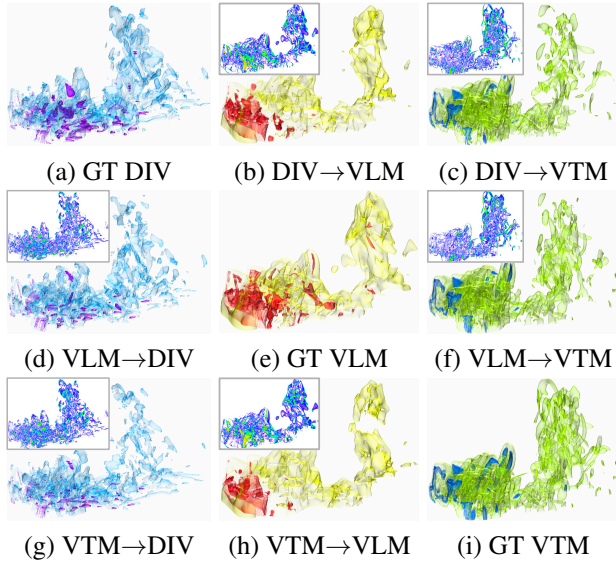 (a) GT DIV
(b) DIV→VLM
(c) DIV→VTM
(d) VLM→DIV
(e) GT VLM
(f) VLM→VTM
(g) VTM→DIV
(h) VTM→VLM
(i) GT VTM